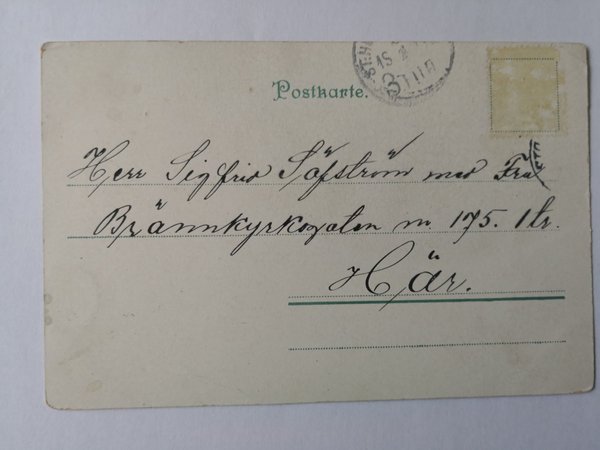 Postkarte.
Herr Sigfrid Söfström med Fru
Brännkyrkogatan n. 175. 1 tr.
Här.